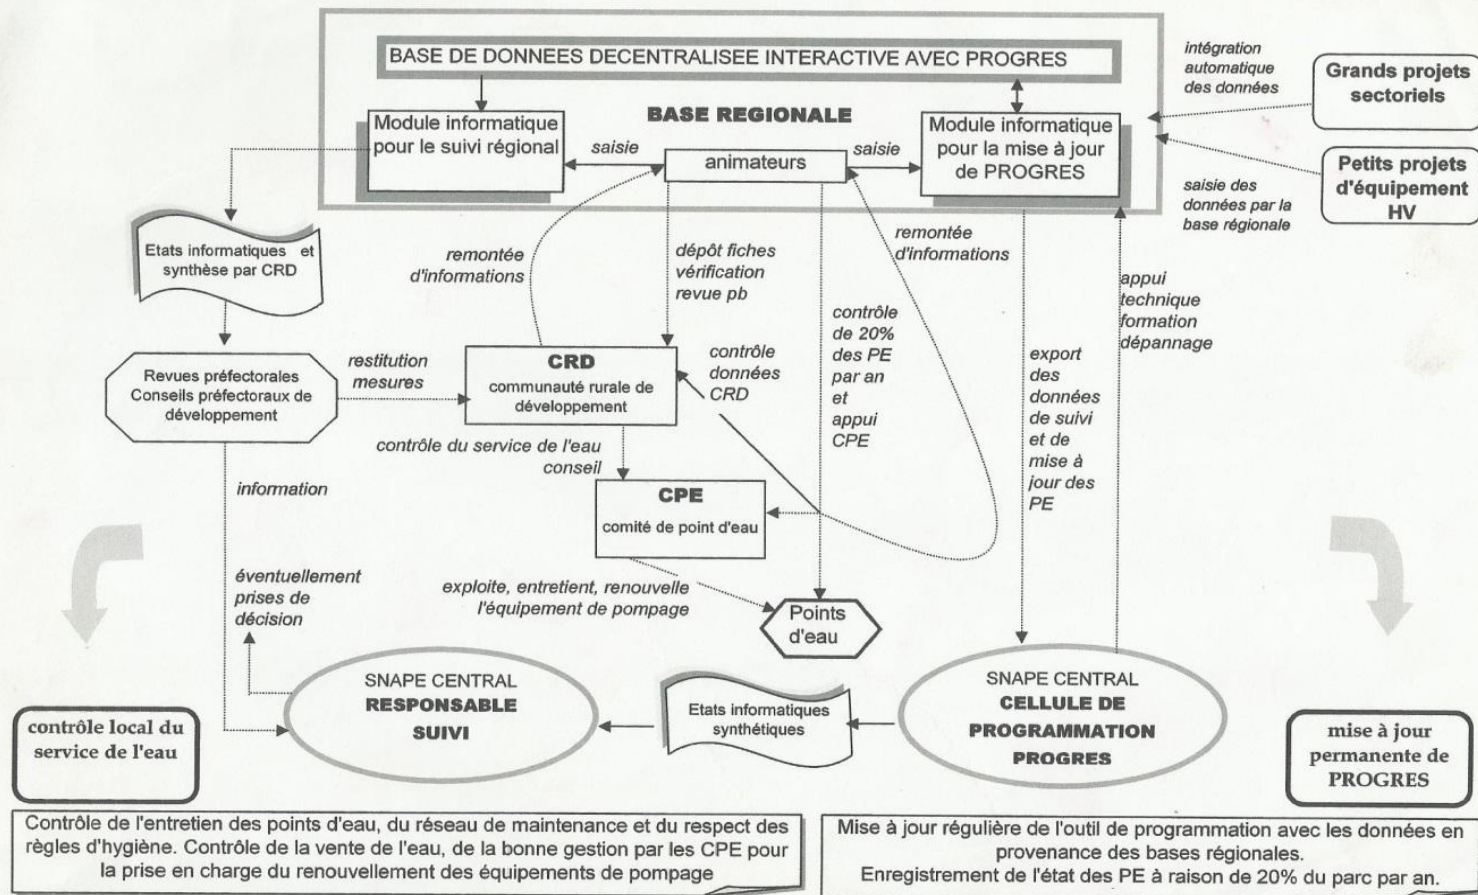 BASE DE DONNEES DECENTRALISEE INTERACTIVE AVEC PROGRES
intégration
automatique
des données
Grands projets
sectoriels
BASE REGIONALE
Module informatique
pour le suivi régional
saisie
animateurs
saisie
Module informatique
pour la mise à jour
de PROGRES
Petits projets
d'équipement
HV
saisie des
données par la
base régionale
Etats informatiques et
synthèse par CRD
remontée
d'informations
dépôt fiches
vérification
revue pb
remontée
d'informations
appui
technique
formation
dépannage
contrôle
de 20%
des PE
par an
et
appui
CPE
export
des
données
de suivi
et de
mise à
jour des
PE
Revues préfectorales
Conseils préfectoraux de
développement
restitution
mesures
CRD
communauté rurale de
développement
contrôle
données
CRD
contrôle du service de l'eau
conseil
information
CPE
comité de point d'eau
éventuellement
prises de
décision
exploite, entretient, renouvelle
l'équipement de pompage
Points
d'eau
SNAPE CENTRAL
RESPONSABLE
SUIVI
Etats informatiques
synthétiques
SNAPE CENTRAL
CELLULE DE
PROGRAMMATION
PROGRES
contrôle local du
service de l'eau
mise à jour
permanente de
PROGRES
Contrôle de l'entretien des points d'eau, du réseau de maintenance et du respect des
règles d'hygiène. Contrôle de la vente de l'eau, de la bonne gestion par les CPE pour
la prise en charge du renouvellement des équipements de pompage
Mise à jour régulière de l'outil de programmation avec les données en
provenance des bases régionales.
Enregistrement de l'état des PE à raison de 20% du parc par an.